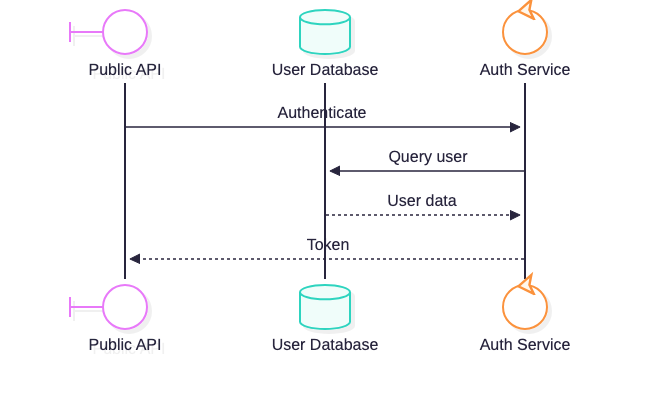 Public API
User Database
Auth Service
Authenticate
Query user
User data
Token
Public API
User Database
Auth Service